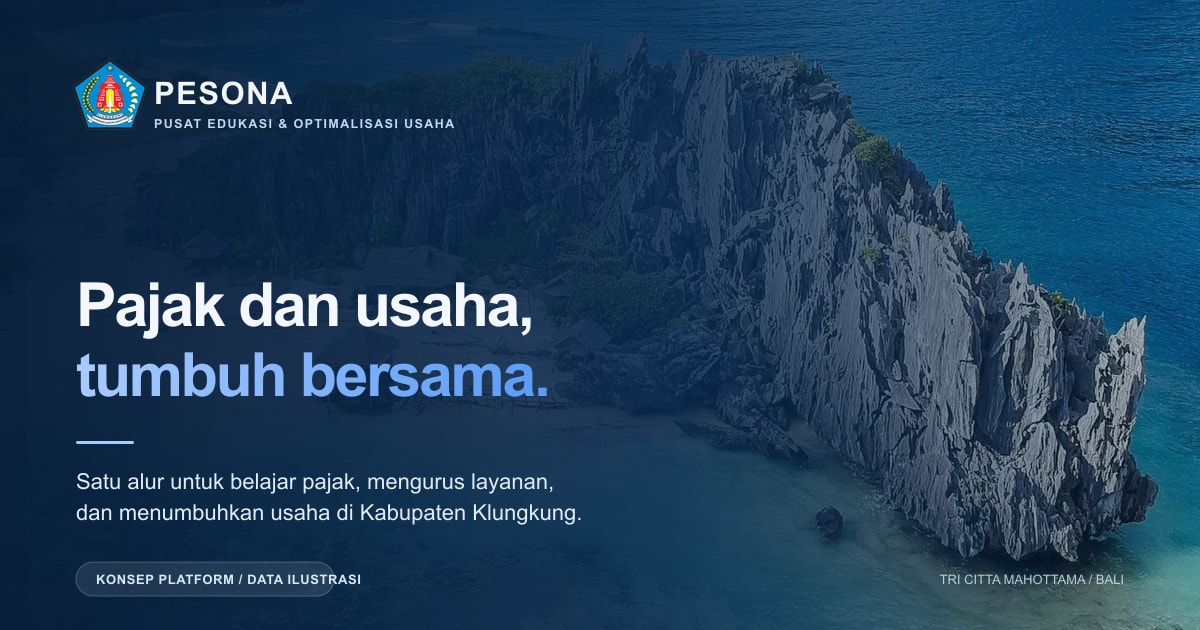 PESONA
PUSAT EDUKASI & OPTIMALISASI USAHA
Pajak dan usaha,
tumbuh bersama.
Satu alur untuk belajar pajak, mengurus layanan,
dan menumbuhkan usaha di Kabupaten Klungkung.
KONSEP PLATFORM / DATA ILUSTRASI
TRI CITTA MAHOTTAMA / BALI